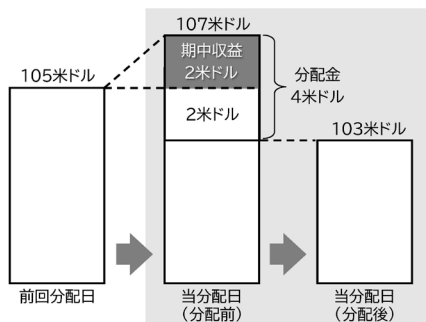 107米ドル
期中収益
2米ドル
105米ドル
分配金
4米ドル
2米ドル
103米ドル
前回分配日
当分配日
(分配前)
当分配日
(分配後)